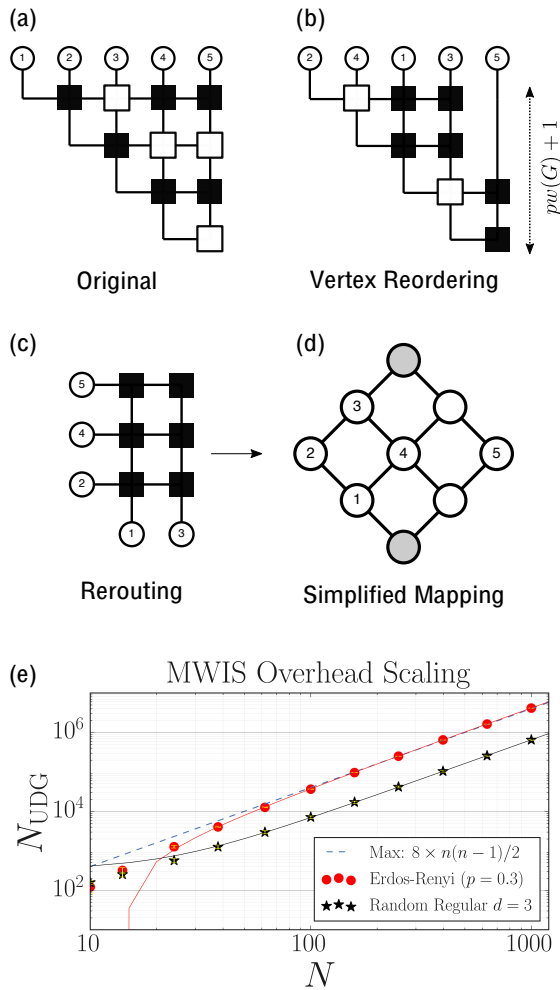 (a)
1 2 3 4 5
Original
(b)
2 4 1 3 5
pw(G) + 1
Vertex Reordering
(c)
5
4
2
1 3
Rerouting
(d)
3
2 4 5
1
Simplified Mapping
(e)
MWIS Overhead Scaling
N_UDG
10^6
10^4
10^2
10 100 1000
N
Max: 8 × n(n − 1)/2
Erdos-Renyi (p = 0.3)
Random Regular d = 3